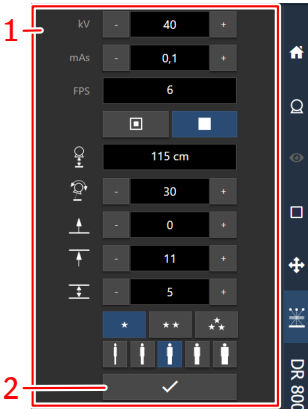 1
kV - 40 +
mAs - 0,1 +
FPS 6
115 cm
- 30 +
- 0 +
- 11 +
- 5 +
2
DR 800